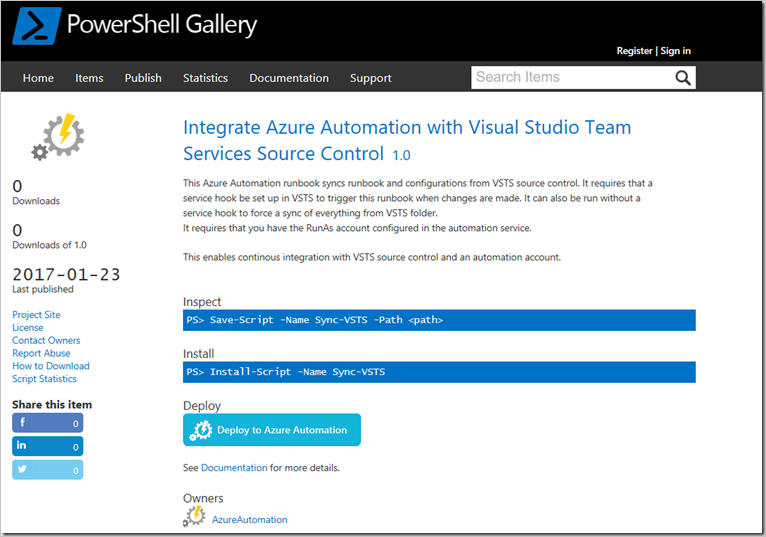 PowerShell Gallery
Register | Sign in
Home Items Publish Statistics Documentation Support Search Items
Integrate Azure Automation with Visual Studio Team
Services Source Control 1.0
0
Downloads
0
Downloads of 1.0
2017-01-23
Last published
Project Site
License
Contact Owners
Report Abuse
How to Download
Script Statistics
Share this item
f 0
in 0
0
This Azure Automation runbook syncs runbook and configurations from VSTS source control. It requires that a
service hook be set up in VSTS to trigger this runbook when changes are made. It can also be run without a
service hook to force a sync of everything from VSTS folder.
It requires that you have the RunAs account configured in the automation service.
This enables continous integration with VSTS source control and an automation account.
Inspect
PS> Save-Script -Name Sync-VSTS -Path <path>
Install
PS> Install-Script -Name Sync-VSTS
Deploy
Deploy to Azure Automation
See Documentation for more details.
Owners
AzureAutomation